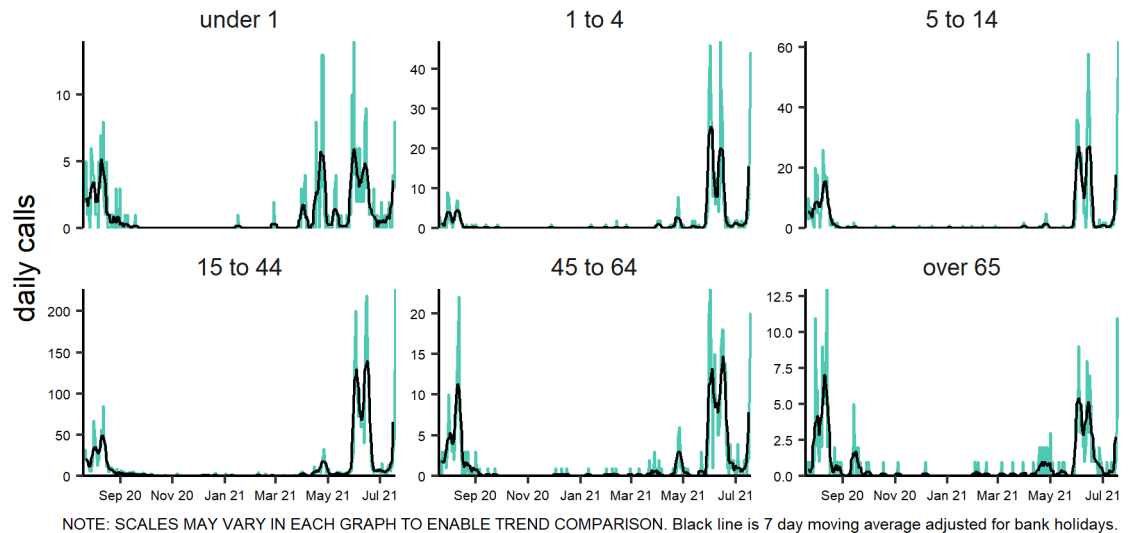 under 1
1 to 4
5 to 14
10
5
0
40
30
20
10
0
60
40
20
0
daily calls
15 to 44
45 to 64
over 65
200
150
100
50
0
20
15
10
5
0
12.5
10.0
7.5
5.0
2.5
0.0
Sep 20 Nov 20 Jan 21 Mar 21 May 21 Jul 21
Sep 20 Nov 20 Jan 21 Mar 21 May 21 Jul 21
Sep 20 Nov 20 Jan 21 Mar 21 May 21 Jul 21
NOTE: SCALES MAY VARY IN EACH GRAPH TO ENABLE TREND COMPARISON. Black line is 7 day moving average adjusted for bank holidays.